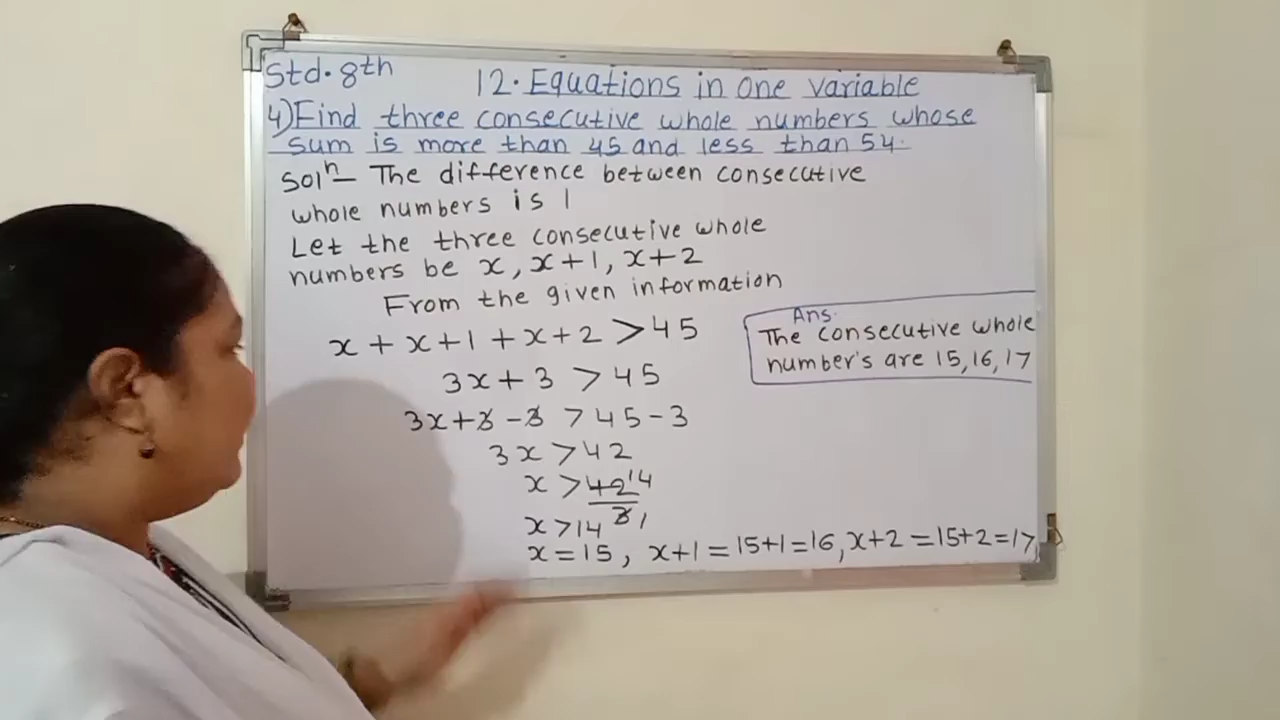 Std. 8th
12. Equations in one variable
4) Find three consecutive whole numbers whose
sum is more than 45 and less than 54.
Solⁿ- The difference between consecutive
whole numbers is 1
Let the three consecutive whole
numbers be x, x+1, x+2
From the given information
x + x+1 + x+2 > 45
3x+3 > 45
3x+3 -3 > 45-3
3x > 42
x > 42 14
3 1
x > 14
x = 15, x+1 = 15+1 = 16, x+2 = 15+2 = 17
Ans.
The consecutive whole
number's are 15, 16, 17